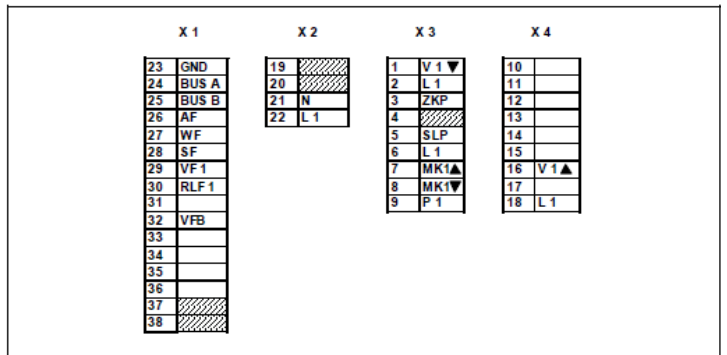 X 1 X 2 X 3 X 4
23 GND 19 1 V 1 ▼ 10
24 BUS A 20 2 L 1 11
25 BUS B 21 N 3 ZKP 12
26 AF 22 L 1 4 13
27 WF 5 SLP 14
28 SF 6 L 1 15
29 VF 1 7 MK1▲ 16 V 1▲
30 RLF 1 8 MK1▼ 17
31 9 P 1 18 L 1
32 VFB
33
34
35
36
37
38